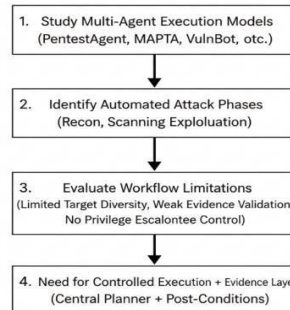 1. Study Multi-Agent Execution Models
(PentestAgent, MAPTA, VulnBot, otc.)
2. Identify Automated Attack Phases
(Recon, Scanning Exploluation)
3. Evaluate Workflow Limitations
(Limited Target Diversity, Weak Evidence Validation
No Privilege Escalontee Control)
4. Need for Controlled Execution + Evidence Laye
(Central Planner + Post-Conditions)